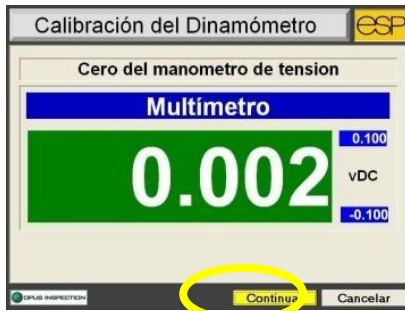 Calibración del Dinamómetro
esp
Cero del manometro de tension
Multímetro
0.100
0.002
vDC
-0.100
OPUS INSPECTION
Continua
Cancelar